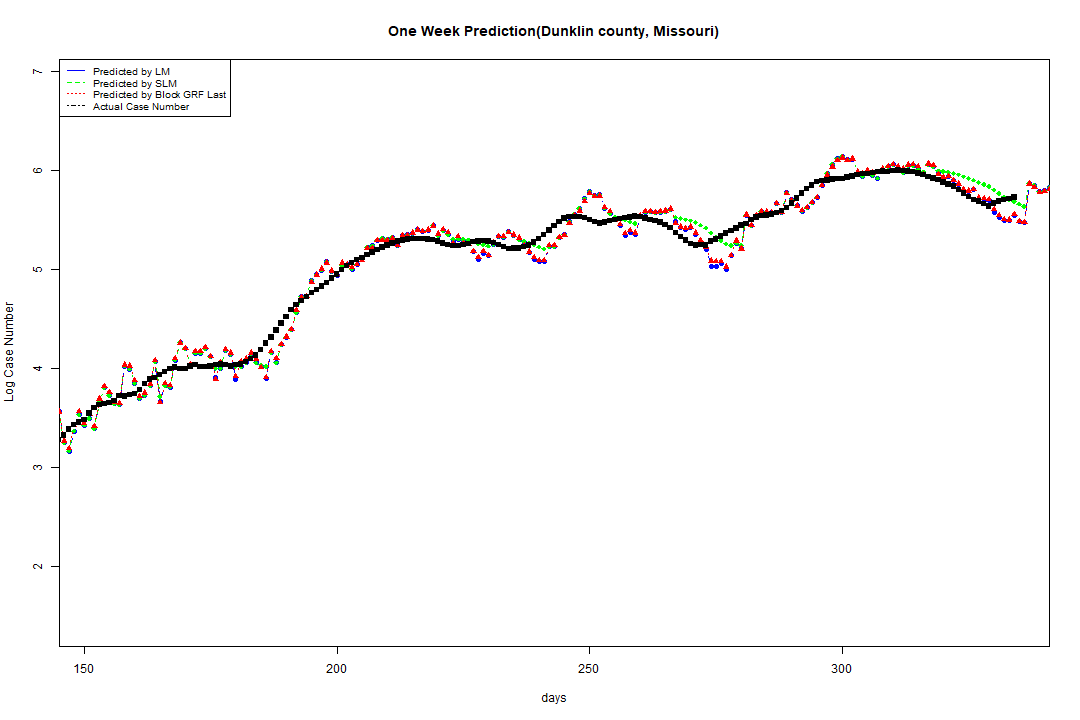 One Week Prediction(Dunklin county, Missouri)
Predicted by LM
Predicted by SLM
Predicted by Block GRF Last
Actual Case Number
7
6
5
4
3
2
Log Case Number
150 200 250 300
days